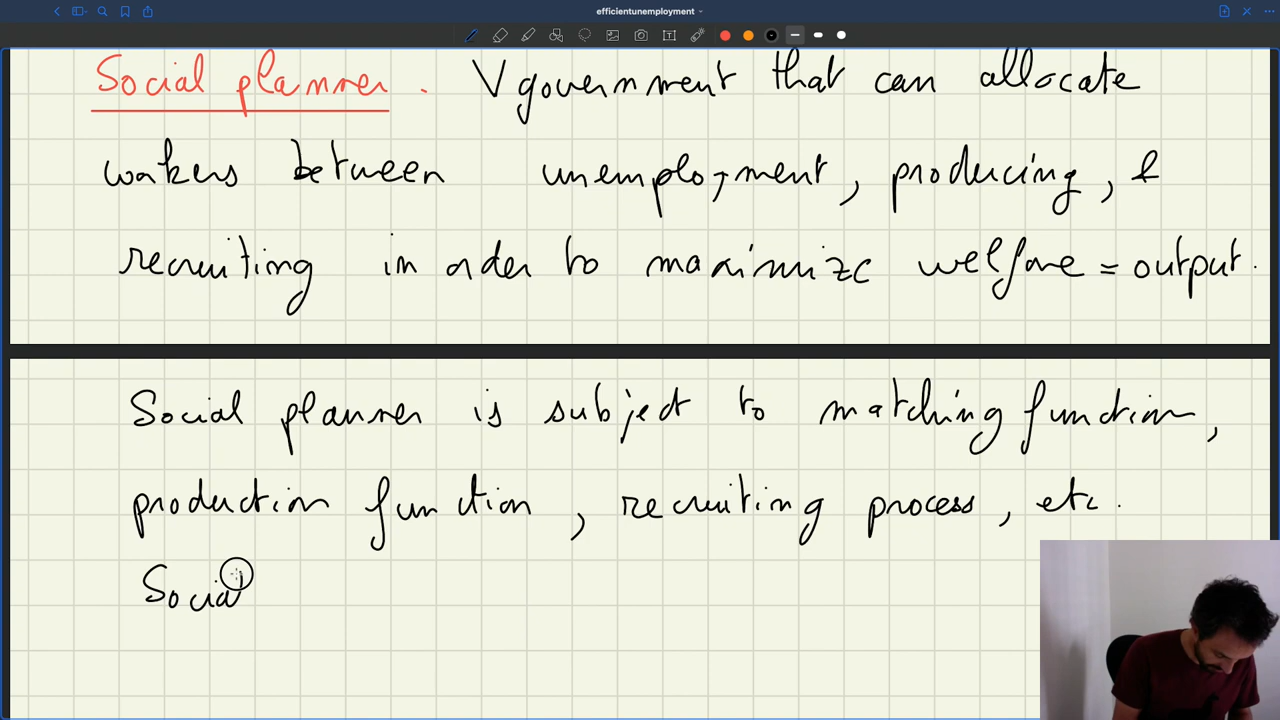 efficientunemployment
Social planner. V government that can allocate
workers between unemployment, producing, &
recruiting in order to maximize welfare = output.
Social planner is subject to matching function,
production function, recruiting process, etc.
Social